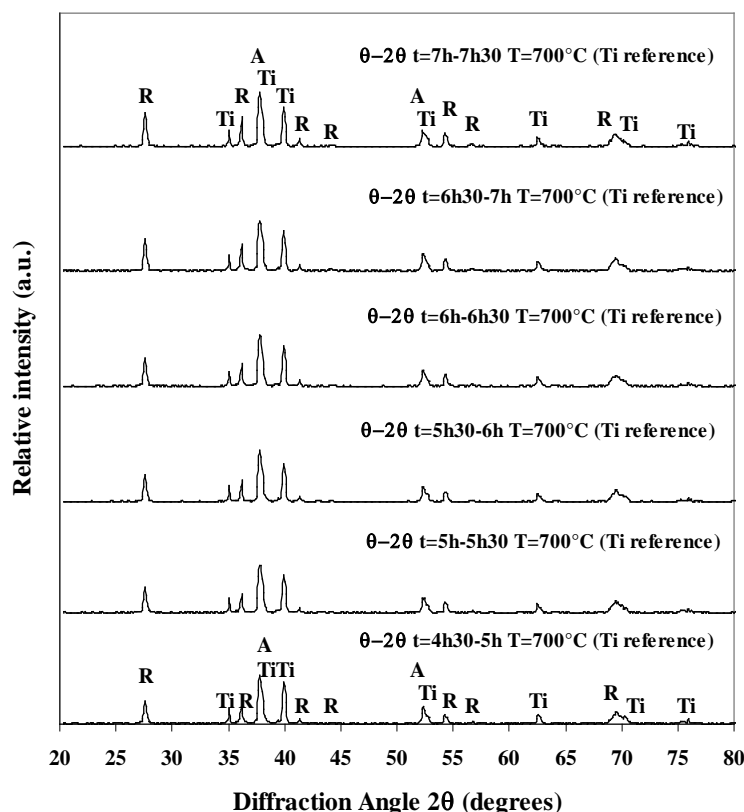 θ−2θ t=7h-7h30 T=700°C (Ti reference)
A
R R Ti Ti A R
Ti R R Ti R Ti R Ti Ti
θ−2θ t=6h30-7h T=700°C (Ti reference)
θ−2θ t=6h-6h30 T=700°C (Ti reference)
θ−2θ t=5h30-6h T=700°C (Ti reference)
θ−2θ t=5h-5h30 T=700°C (Ti reference)
θ−2θ t=4h30-5h T=700°C (Ti reference)
A A
R TiTi Ti
Ti R R R R R Ti R Ti Ti
20 25 30 35 40 45 50 55 60 65 70 75 80
Diffraction Angle 2θ (degrees)
Relative intensity (a.u.)